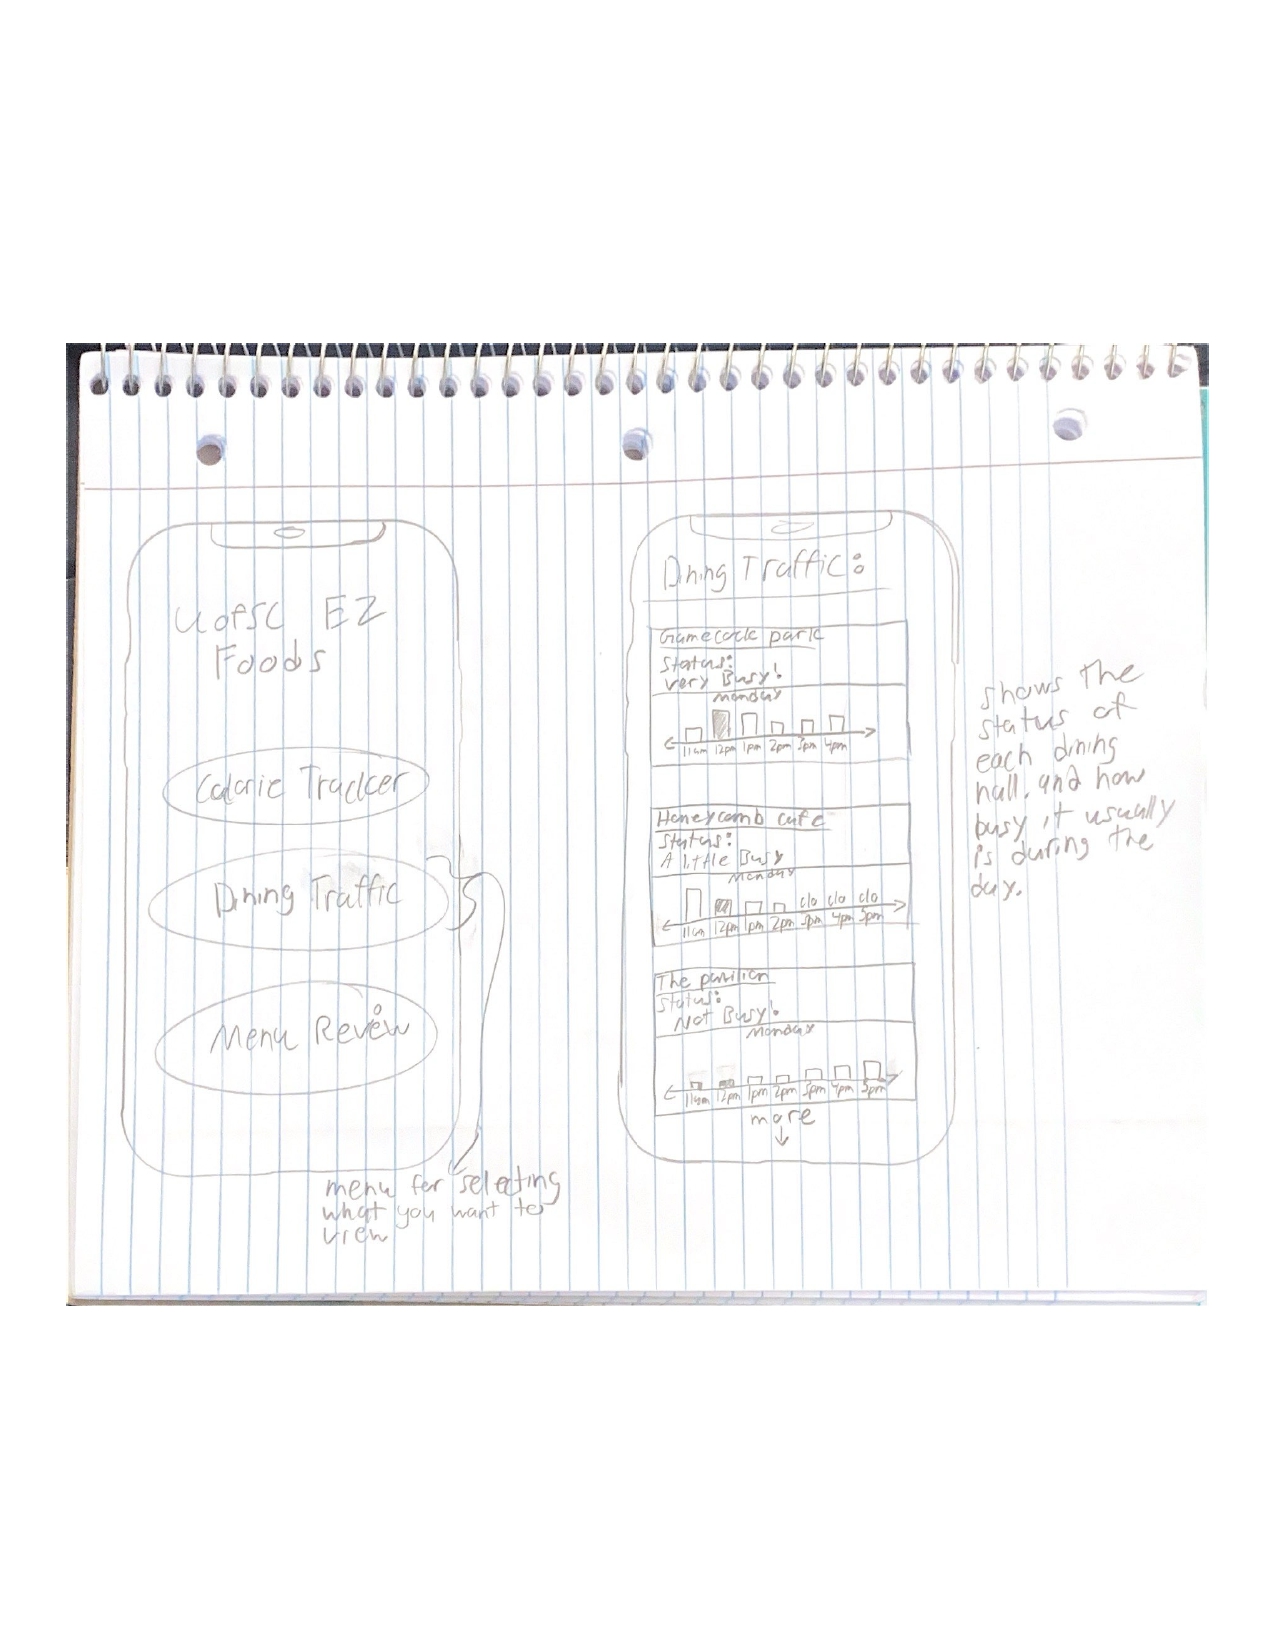 UofSC EZ
Foods
Calorie Tracker
Dining Traffic
Menu Reveiw
menu for selecting
what you want to
view
Dining Traffic:
Gamecock park
Status:
very Busy!
Monday
11am 12pm 1pm 2pm 3pm 4pm
Honeycomb cafe
Status:
A little Busy
Monday
clo clo clo
11am 12pm 1pm 2pm 3pm 4pm 5pm
The pavilion
Status:
Not Busy!
Monday
11am 12pm 1pm 2pm 3pm 4pm 5pm
more
shows the
status of
each dining
hall, and how
busy it usually
is during the
day.